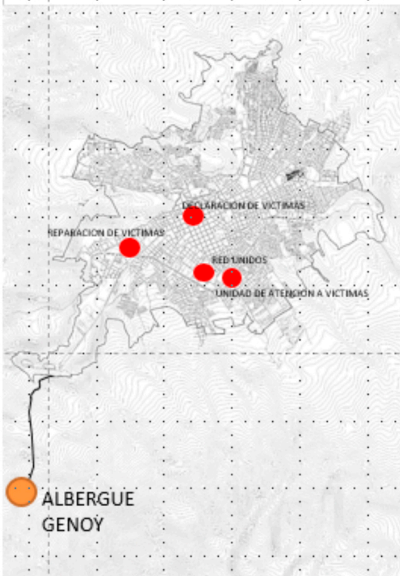 DECLARACION DE VICTIMAS
REPARACION DE VICTIMAS
RED UNIDOS
UNIDAD DE ATENCION A VICTIMAS
ALBERGUE
GENOY